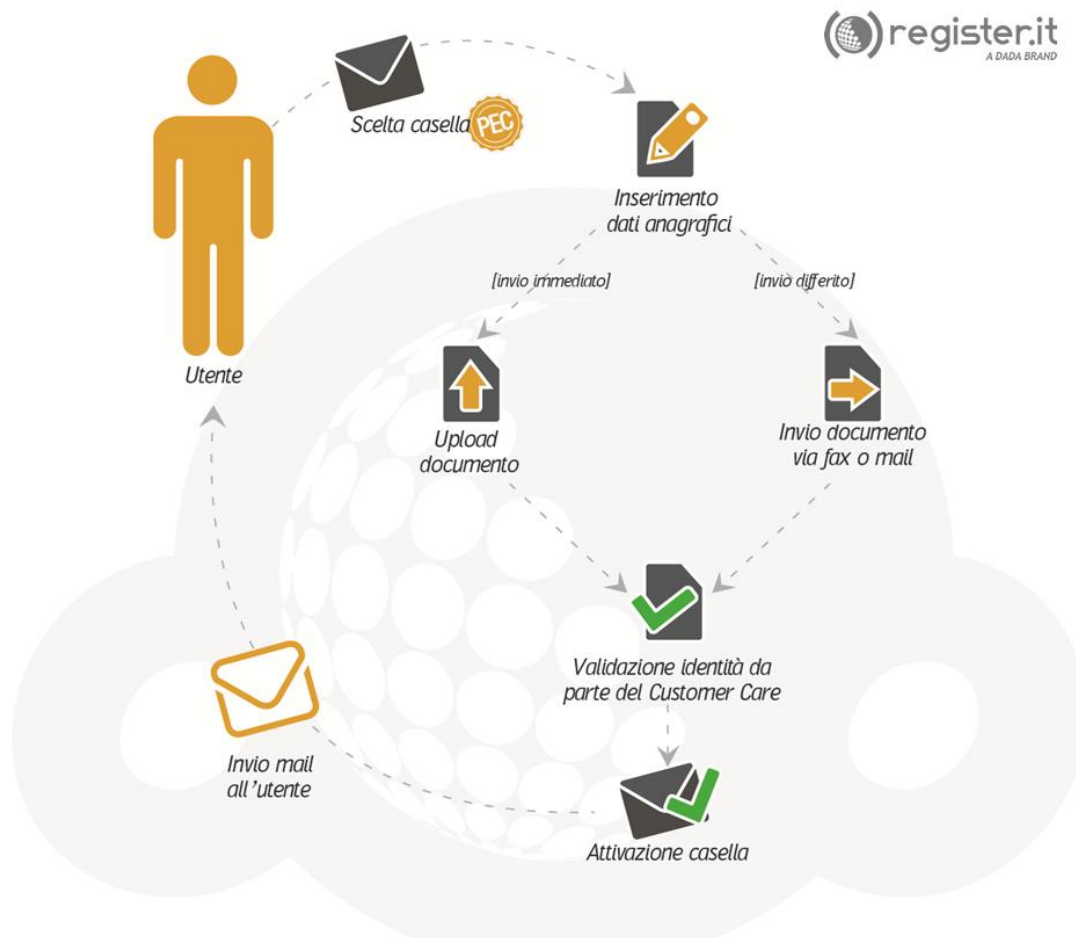 register.it
A DADA BRAND
Scelta casella PEC
Inserimento
dati anagrafici
[invio immediato]
[invio differito]
Utente
Upload
documento
Invio documento
via fax o mail
Validazione identità da
parte del Customer Care
Invio mail
all'utente
Attivazione casella